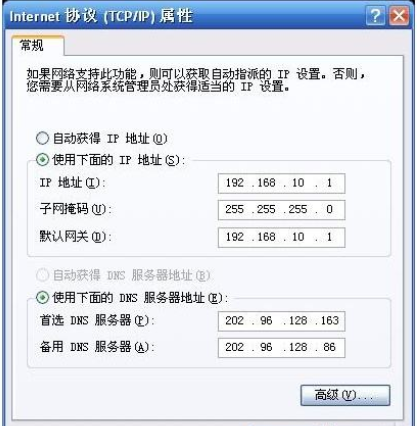 Internet 协议 (TCP/IP) 属性
常规
如果网络支持此功能，则可以获取自动指派的 IP 设置。否则，
您需要从网络系统管理员处获得适当的 IP 设置。
自动获得 IP 地址(O)
使用下面的 IP 地址(S):
IP 地址(I): 192 .168 . 10 . 1
子网掩码(U): 255 .255 .255 . 0
默认网关(D): 192 .168 . 10 . 1
自动获得 DNS 服务器地址(B)
使用下面的 DNS 服务器地址(E):
首选 DNS 服务器(P): 202 . 96 .128 .163
备用 DNS 服务器(A): 202 . 96 .128 . 86
高级(V)...